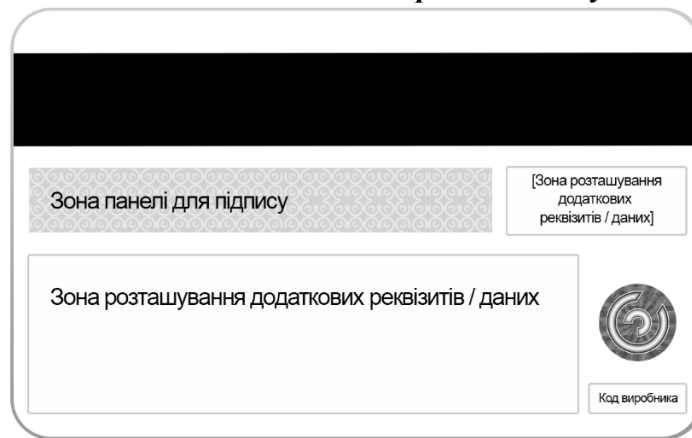 Зона панелі для підпису
[Зона розташування
додаткових
реквізитів / даних]
Зона розташування додаткових реквізитів / даних
Код виробника